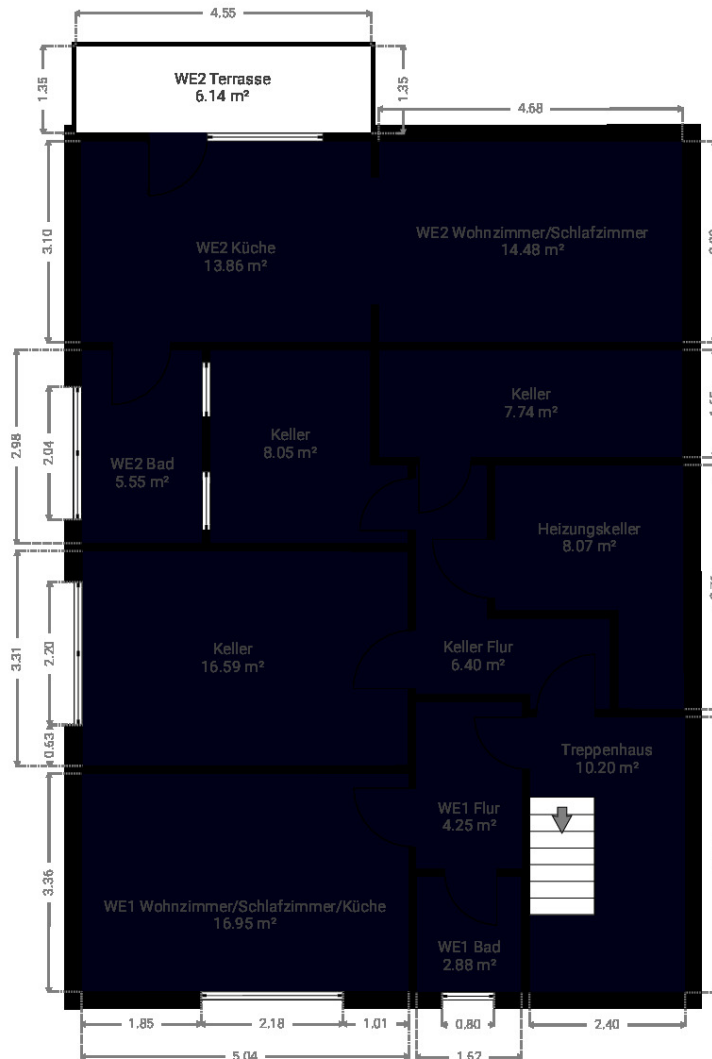 4.55
WE2 Terrasse
6.14 m²
1.35
1.35
4.68
3.10
WE2 Küche
13.86 m²
WE2 Wohnzimmer/Schlafzimmer
14.48 m²
Keller
7.74 m²
Keller
8.05 m²
2.98
2.04
WE2 Bad
5.55 m²
Heizungskeller
8.07 m²
Keller
16.59 m²
Keller Flur
6.40 m²
3.31
2.20
0.63
Treppenhaus
10.20 m²
WE1 Flur
4.25 m²
3.36
WE1 Wohnzimmer/Schlafzimmer/Küche
16.95 m²
WE1 Bad
2.88 m²
1.85
2.18
1.01
0.80
2.40
5.04